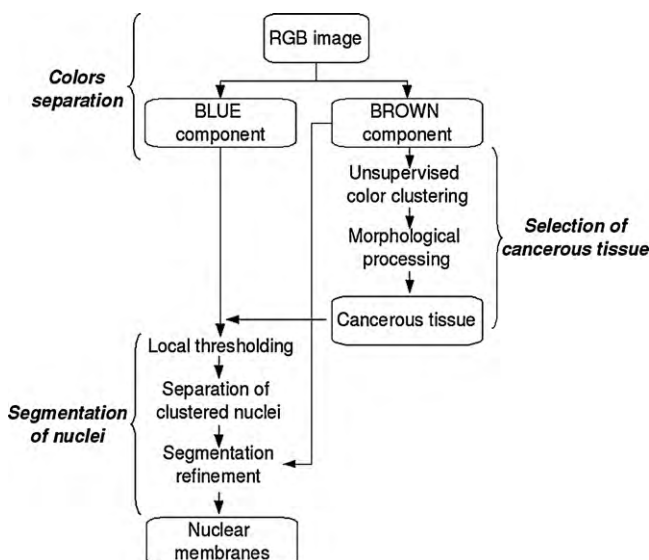 RGB image
Colors
separation
BLUE
component
BROWN
component
Unsupervised
color clustering
Morphological
processing
Selection of
cancerous tissue
Cancerous tissue
Local thresholding
Separation of
clustered nuclei
Segmentation
of nuclei
Segmentation
refinement
Nuclear
membranes